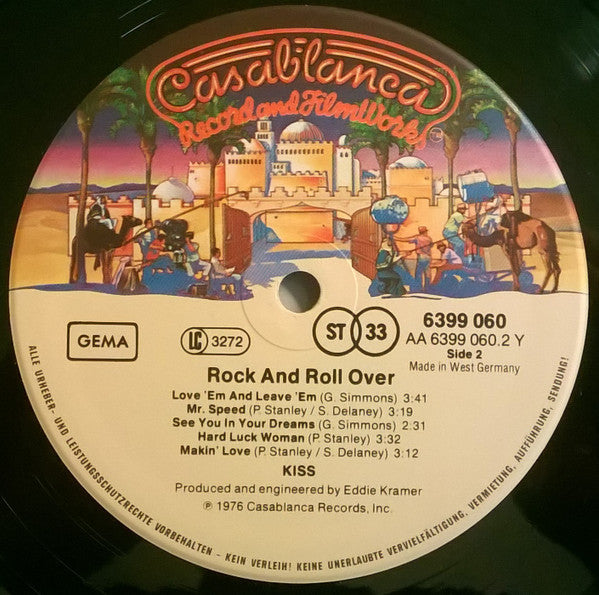 Casablanca
Record and FilmWorks
TM
GEMA
LC 3272
ST 33
6399 060
AA 6399 060.2 Y
Side 2
Made in West Germany
Rock And Roll Over
Love 'Em And Leave 'Em (G. Simmons) 3:41
Mr. Speed (P. Stanley / S. Delaney) 3:19
See You In Your Dreams (G. Simmons) 2.31
Hard Luck Woman (P. Stanley) 3:32
Makin' Love (P. Stanley / S. Delaney) 3:12
KISS
Produced and engineered by Eddie Kramer
℗ 1976 Casablanca Records, Inc.
ALLE URHEBER- UND LEISTUNGSSCHUTZRECHTE VORBEHALTEN - KEIN VERLEIH! KEINE UNERLAUBTE VERVIELFÄLTIGUNG, VERMIETUNG, AUFFÜHRUNG, SENDUNG!